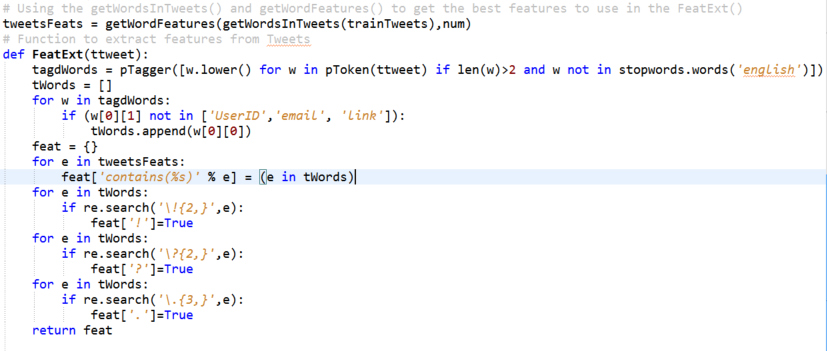 # Using the getWordsInTweets() and getWordFeatures() to get the best features to use in the FeatExt()
tweetsFeats = getWordFeatures(getWordsInTweets(trainTweets),num)
# Function to extract features from Tweets
def FeatExt(ttweet):
    tagdWords = pTagger([w.lower() for w in pToken(ttweet) if len(w)>2 and w not in stopwords.words('english')])
    tWords = []
    for w in tagdWords:
        if (w[0][1] not in ['UserID','email', 'link']):
            tWords.append(w[0][0])
    feat = {}
    for e in tweetsFeats:
        feat['contains(%s)' % e] = (e in tWords)
    for e in tWords:
        if re.search('\!{2,}',e):
            feat['!']=True
    for e in tWords:
        if re.search('\?{2,}',e):
            feat['?']=True
    for e in tWords:
        if re.search('\.{3,}',e):
            feat['.']=True
    return feat